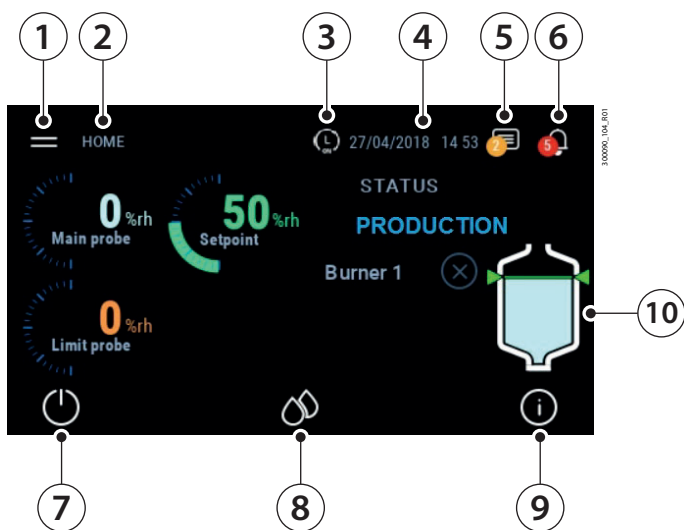 1 2 3 4 5 6
HOME L ON 27/04/2018 14 53 2 5
300090_104_R01
STATUS
0 %rh 50 %rh PRODUCTION
Main probe Setpoint
Burner 1
0 %rh
Limit probe
10
i
7 8 9